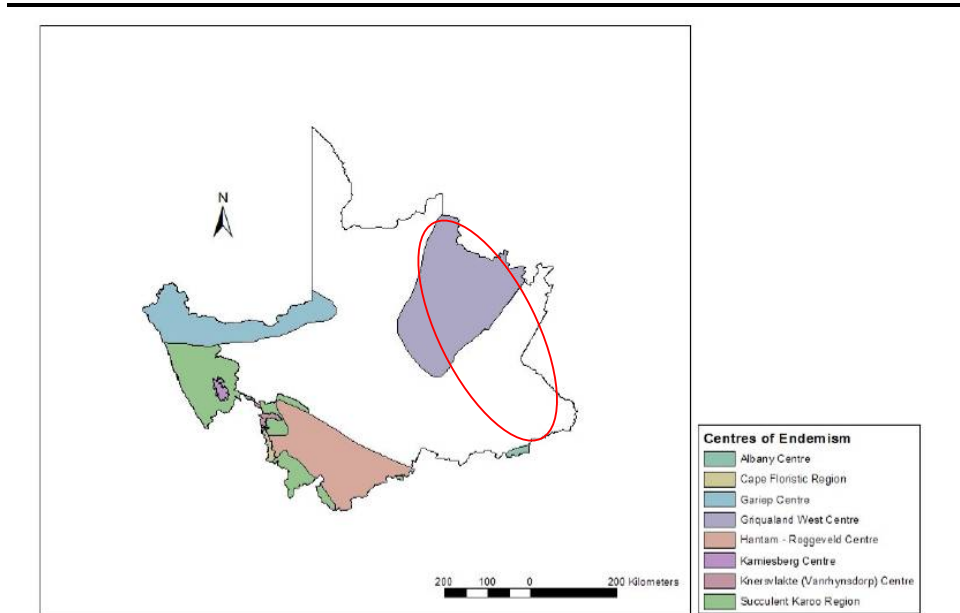 N
Centres of Endemism
Albany Centre
Cape Floristic Region
Gariep Centre
Griqualand West Centre
Hantam - Roggeveld Centre
Kamiesberg Centre
Knersvlakte (Vanrhynsdorp) Centre
Succulent Karoo Region
200 100 0 200 Kilometers